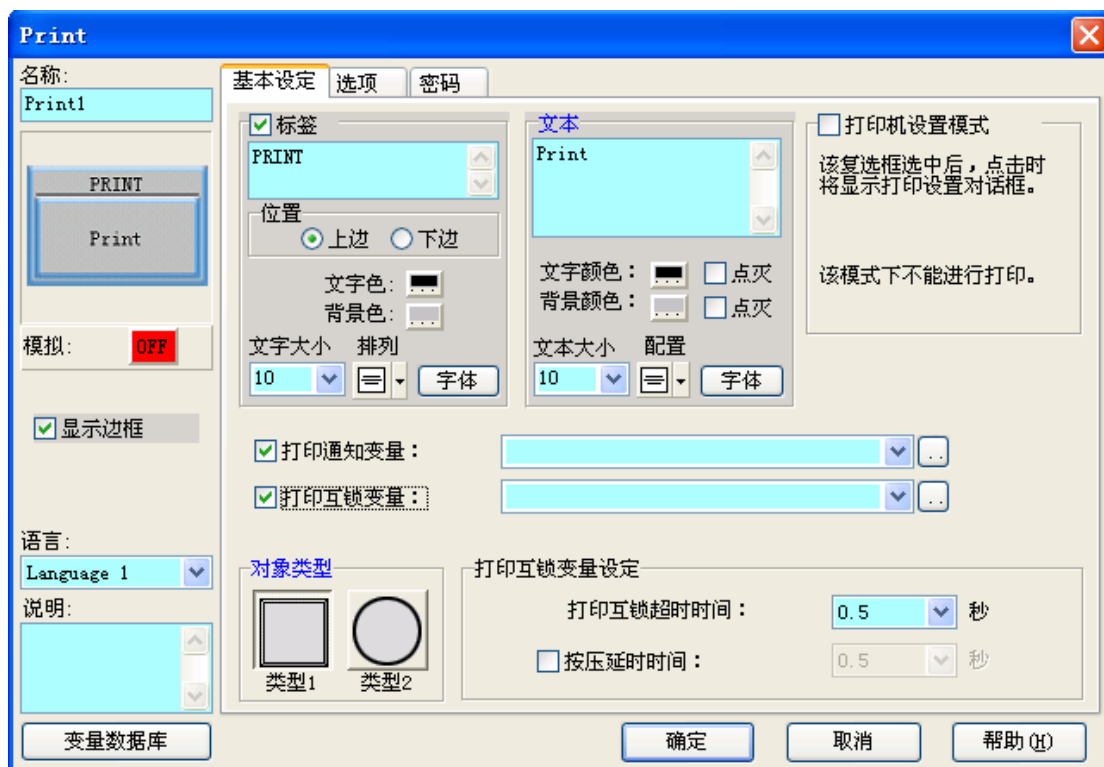 Print
名称:
Print1
PRINT
Print
模拟:
OFF
显示边框
语言:
Language 1
说明:
变量数据库
基本设定
选项
密码
标签
PRINT
位置
上边
下边
文字色:
背景色:
文字大小
排列
10
字体
文本
Print
文字颜色：
点灭
背景颜色：
点灭
文本大小
配置
10
字体
打印机设置模式
该复选框选中后，点击时
将显示打印设置对话框。
该模式下不能进行打印。
打印通知变量：
打印互锁变量：
对象类型
类型1
类型2
打印互锁变量设定
打印互锁超时时间：
0.5
秒
按压延时时间：
0.5
秒
确定
取消
帮助(H)